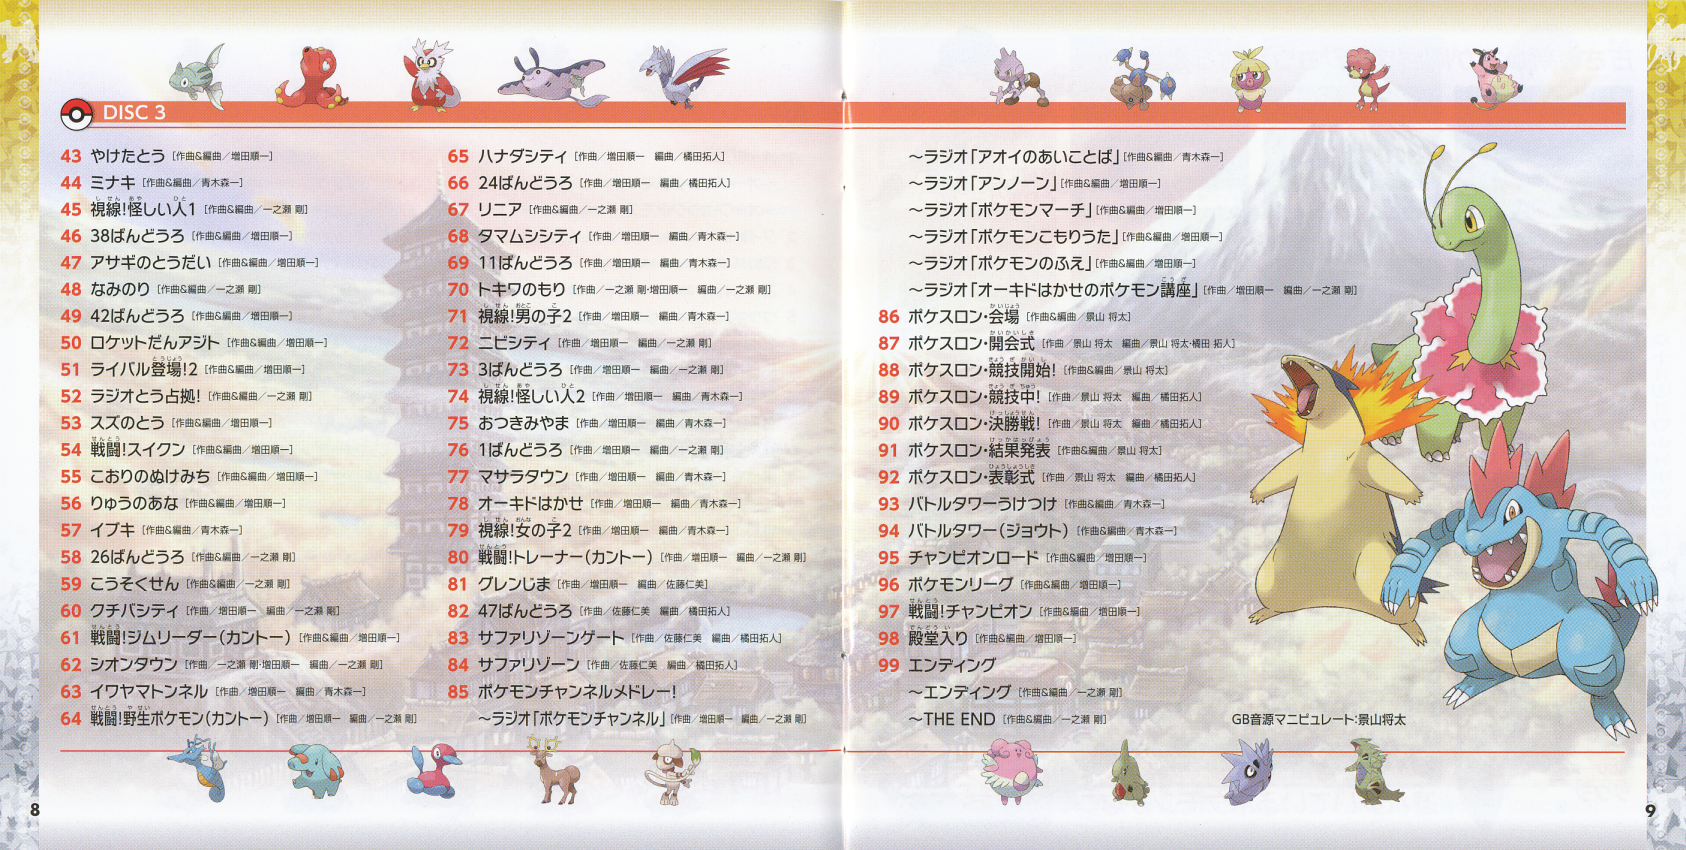 DISC 3
43 やけたとう [作曲&編曲/増田順一]
44 ミナキ [作曲&編曲/青木森一]
45 視線!怪しい人1 [作曲&編曲/一之瀬 剛]
46 38ばんどうろ [作曲&編曲/増田順一]
47 アサギのとうだい [作曲&編曲/増田順一]
48 なみのり [作曲&編曲/一之瀬 剛]
49 42ばんどうろ [作曲&編曲/増田順一]
50 ロケットだんアジト [作曲&編曲/増田順一]
51 ライバル登場!2 [作曲&編曲/増田順一]
52 ラジオとう占拠! [作曲&編曲/一之瀬 剛]
53 スズのとう [作曲&編曲/増田順一]
54 戦闘!スイクン [作曲&編曲/増田順一]
55 こおりのぬけみち [作曲&編曲/増田順一]
56 りゅうのあな [作曲&編曲/増田順一]
57 イブキ [作曲&編曲/青木森一]
58 26ばんどうろ [作曲&編曲/一之瀬 剛]
59 こうそくせん [作曲&編曲/一之瀬 剛]
60 クチバシティ [作曲/増田順一 編曲/一之瀬 剛]
61 戦闘!ジムリーダー(カントー) [作曲&編曲/増田順一]
62 シオンタウン [作曲/一之瀬 剛・増田順一 編曲/一之瀬 剛]
63 イワヤマトンネル [作曲/増田順一 編曲/青木森一]
64 戦闘!野生ポケモン(カントー) [作曲/増田順一 編曲/一之瀬 剛]
65 ハナダシティ [作曲/増田順一 編曲/橘田拓人]
66 24ばんどうろ [作曲/増田順一 編曲/橘田拓人]
67 リニア [作曲&編曲/一之瀬 剛]
68 タマムシシティ [作曲/増田順一 編曲/青木森一]
69 11ばんどうろ [作曲/増田順一 編曲/青木森一]
70 トキワのもり [作曲/一之瀬 剛・増田順一 編曲/一之瀬 剛]
71 視線!男の子2 [作曲/増田順一 編曲/青木森一]
72 ニビシティ [作曲/増田順一 編曲/一之瀬 剛]
73 3ばんどうろ [作曲/増田順一 編曲/一之瀬 剛]
74 視線!怪しい人2 [作曲/増田順一 編曲/青木森一]
75 おつきみやま [作曲/増田順一 編曲/青木森一]
76 1ばんどうろ [作曲/増田順一 編曲/一之瀬 剛]
77 マサラタウン [作曲/増田順一 編曲/青木森一]
78 オーキドはかせ [作曲/増田順一 編曲/青木森一]
79 視線!女の子2 [作曲/増田順一 編曲/青木森一]
80 戦闘!トレーナー(カントー) [作曲/増田順一 編曲/一之瀬 剛]
81 グレンじま [作曲/増田順一 編曲/佐藤仁美]
82 47ばんどうろ [作曲/佐藤仁美 編曲/橘田拓人]
83 サファリゾーンゲート [作曲/佐藤仁美 編曲/橘田拓人]
84 サファリゾーン [作曲/佐藤仁美 編曲/橘田拓人]
85 ポケモンチャンネルメドレー!
~ラジオ「ポケモンチャンネル」 [作曲/増田順一 編曲/一之瀬 剛]
8
~ラジオ「アオイのあいことば」 [作曲&編曲/青木森一]
~ラジオ「アンノーン」 [作曲&編曲/増田順一]
~ラジオ「ポケモンマーチ」 [作曲&編曲/増田順一]
~ラジオ「ポケモンこもりうた」 [作曲&編曲/増田順一]
~ラジオ「ポケモンのふえ」 [作曲&編曲/増田順一]
~ラジオ「オーキドはかせのポケモン講座」 [作曲/増田順一 編曲/一之瀬 剛]
86 ポケスロン・会場 [作曲&編曲/景山 将太]
87 ポケスロン・開会式 [作曲/景山 将太 編曲/景山 将太・橘田 拓人]
88 ポケスロン・競技開始! [作曲&編曲/景山 将太]
89 ポケスロン・競技中! [作曲/景山 将太 編曲/橘田拓人]
90 ポケスロン・決勝戦! [作曲/景山 将太 編曲/橘田拓人]
91 ポケスロン・結果発表 [作曲&編曲/景山 将太]
92 ポケスロン・表彰式 [作曲/景山 将太 編曲/橘田拓人]
93 バトルタワーうけつけ [作曲&編曲/青木森一]
94 バトルタワー(ジョウト) [作曲&編曲/青木森一]
95 チャンピオンロード [作曲&編曲/増田順一]
96 ポケモンリーグ [作曲&編曲/増田順一]
97 戦闘!チャンピオン [作曲&編曲/増田順一]
98 殿堂入り [作曲&編曲/増田順一]
99 エンディング
~エンディング [作曲&編曲/一之瀬 剛]
~THE END [作曲&編曲/一之瀬 剛]
GB音源マニピュレート:景山将太
9